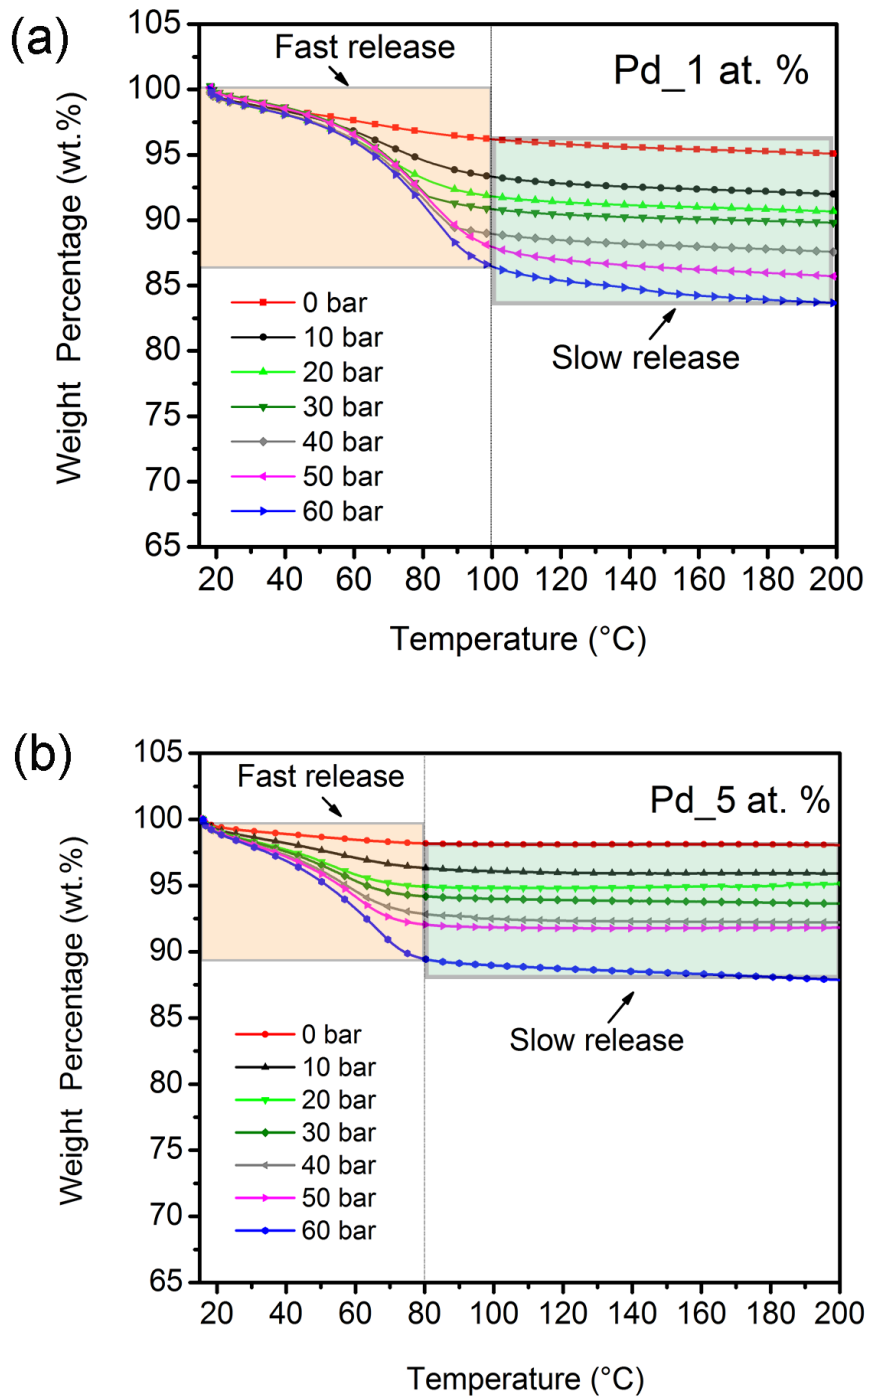 (a)
105
100
95
90
85
80
75
70
65
Weight Percentage (wt.%)
Fast release
Pd_1 at. %
Slow release
0 bar
10 bar
20 bar
30 bar
40 bar
50 bar
60 bar
20 40 60 80 100 120 140 160 180 200
Temperature (°C)
(b)
105
100
95
90
85
80
75
70
65
Weight Percentage (wt.%)
Fast release
Pd_5 at. %
Slow release
0 bar
10 bar
20 bar
30 bar
40 bar
50 bar
60 bar
20 40 60 80 100 120 140 160 180 200
Temperature (°C)